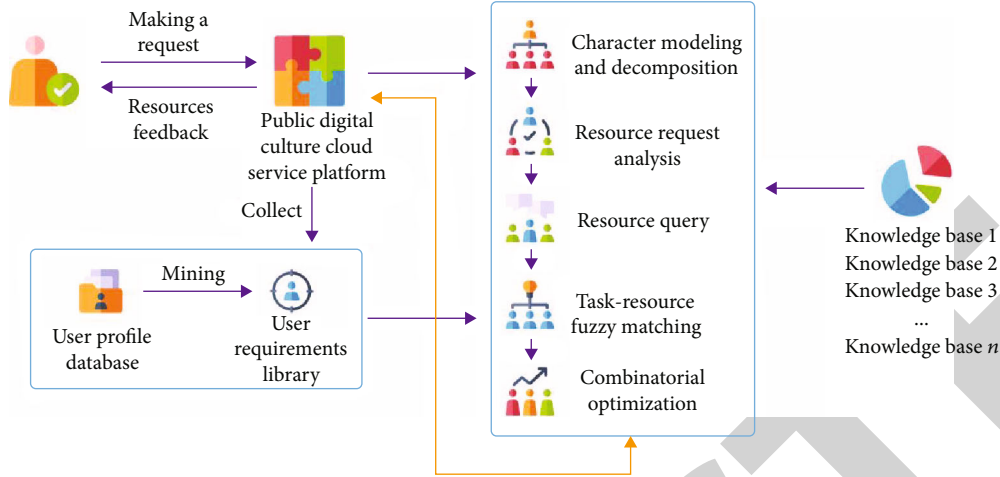 Making a
request
Resources
feedback
Public digital
culture cloud
service platform
Collect
Mining
User profile
database
User
requirements
library
Character modeling
and decomposition
Resource request
analysis
Resource query
Task-resource
fuzzy matching
Combinatorial
optimization
Knowledge base 1
Knowledge base 2
Knowledge base 3
...
Knowledge base n